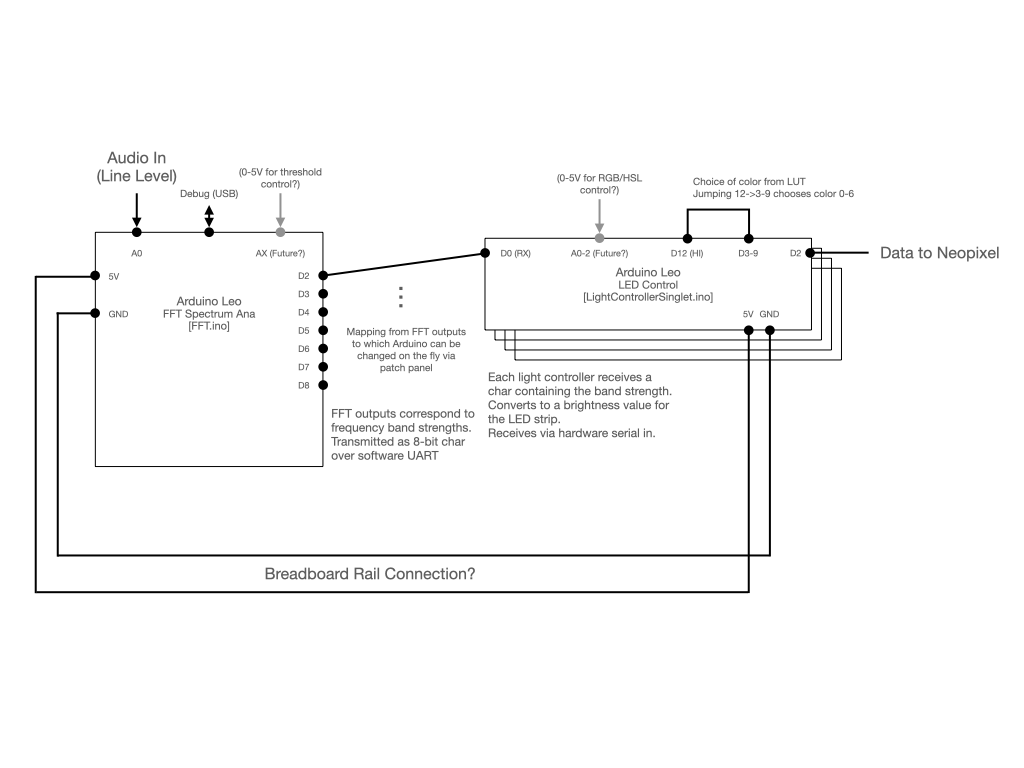 Audio In
(Line Level)
Debug (USB)
(0-5V for threshold
control?)
A0
AX (Future?)
5V
GND
Arduino Leo
FFT Spectrum Ana
[FFT.ino]
D2
D3
D4
D5
D6
D7
D8
Mapping from FFT outputs
to which Arduino can be
changed on the fly via
patch panel
FFT outputs correspond to
frequency band strengths.
Transmitted as 8-bit char
over software UART
(0-5V for RGB/HSL
control?)
Choice of color from LUT
Jumping 12->3-9 chooses color 0-6
D0 (RX)
A0-2 (Future?)
D12 (HI)
D3-9
D2
Data to Neopixel
Arduino Leo
LED Control
[LightControllerSinglet.ino]
5V GND
Each light controller receives a
char containing the band strength.
Converts to a brightness value for
the LED strip.
Receives via hardware serial in.
Breadboard Rail Connection?